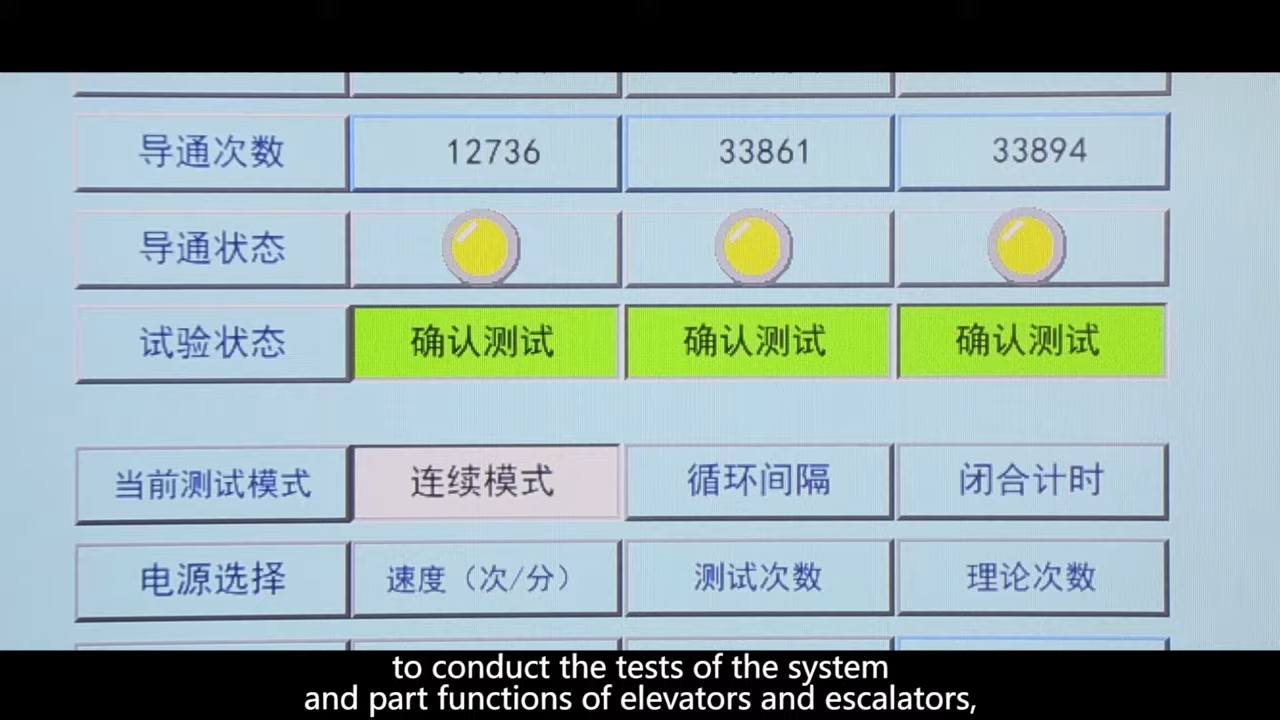 导通次数 12736 33861 33894
导通状态
试验状态 确认测试 确认测试 确认测试
当前测试模式 连续模式 循环间隔 闭合计时
电源选择 速度（次/分） 测试次数 理论次数
to conduct the tests of the system
and part functions of elevators and escalators,